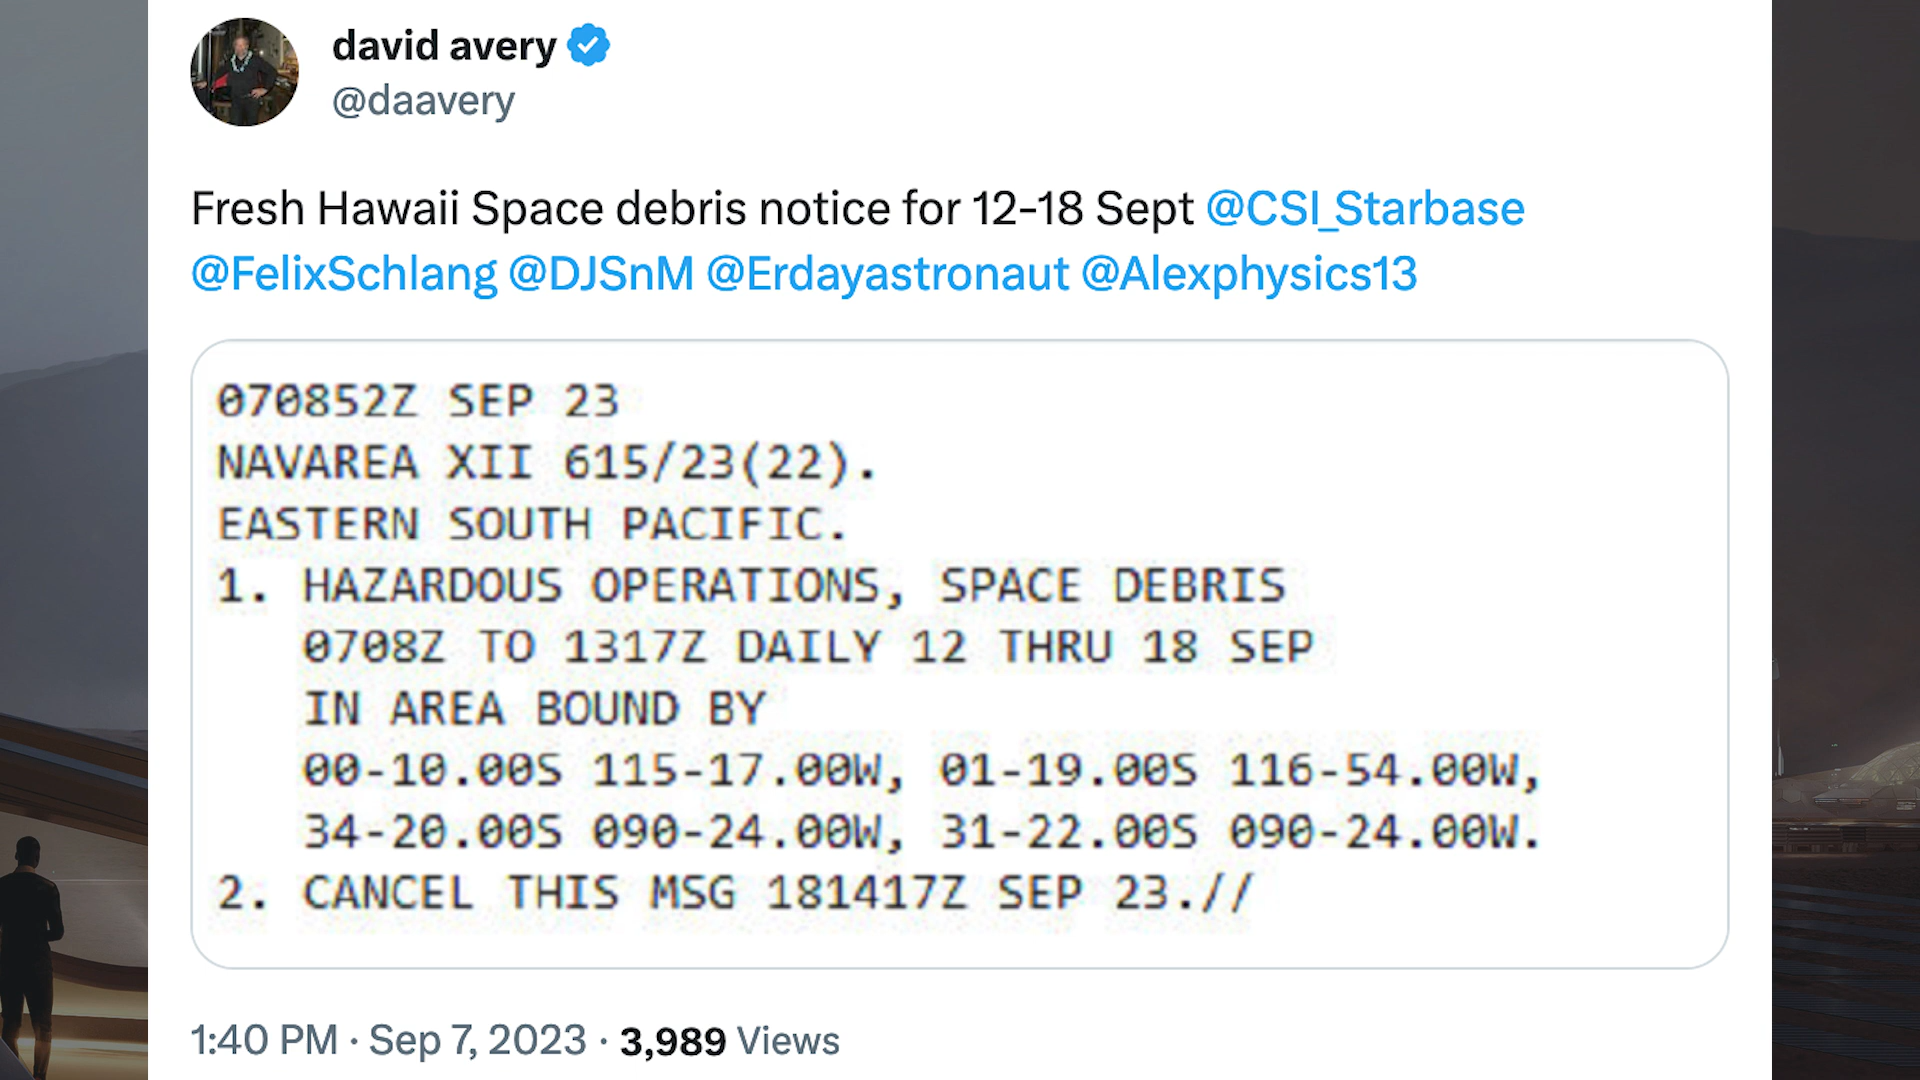 david avery
@daavery
Fresh Hawaii Space debris notice for 12-18 Sept @CSI_Starbase
@FelixSchlang @DJSnM @Erdayastronaut @Alexphysics13
070852Z SEP 23
NAVAREA XII 615/23(22).
EASTERN SOUTH PACIFIC.
1. HAZARDOUS OPERATIONS, SPACE DEBRIS
0708Z TO 1317Z DAILY 12 THRU 18 SEP
IN AREA BOUND BY
00-10.00S 115-17.00W, 01-19.00S 116-54.00W,
34-20.00S 090-24.00W, 31-22.00S 090-24.00W.
2. CANCEL THIS MSG 181417Z SEP 23.//
1:40 PM · Sep 7, 2023 · 3,989 Views